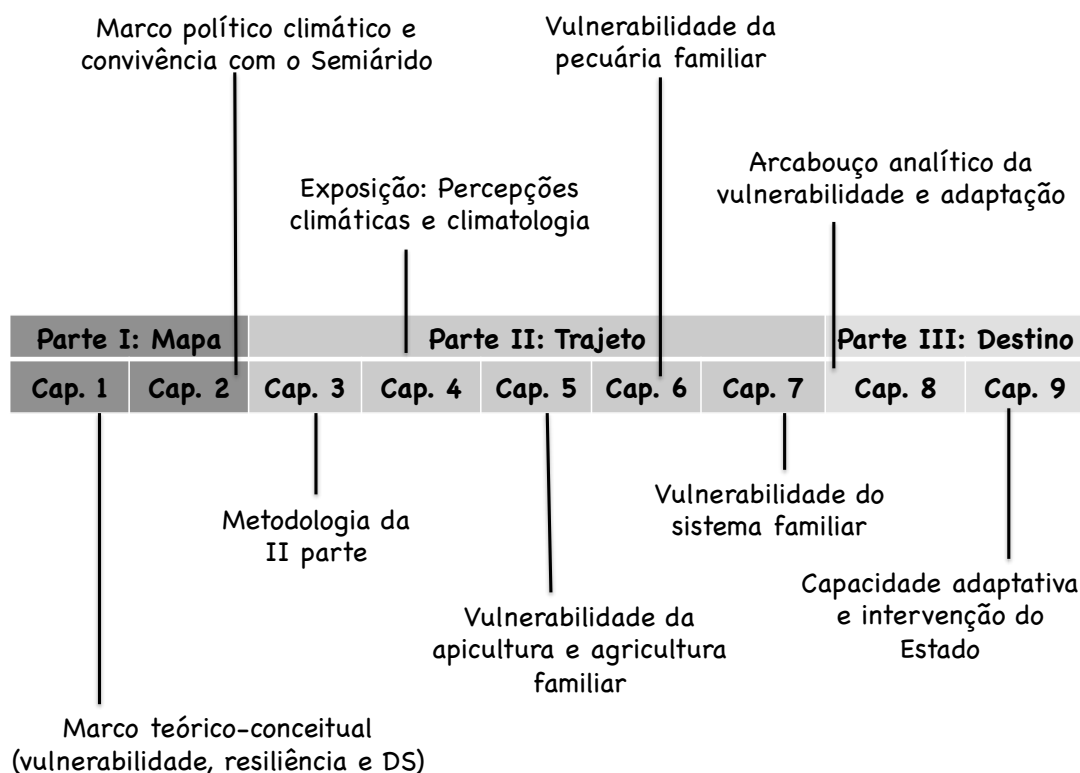 Marco político climático e
convivência com o Semiárido
Vulnerabilidade da
pecuária familiar
Arcabouço analítico da
vulnerabilidade e adaptação
Exposição: Percepções
climáticas e climatologia
Parte I: Mapa
Parte II: Trajeto
Parte III: Destino
Cap. 1
Cap. 2
Cap. 3
Cap. 4
Cap. 5
Cap. 6
Cap. 7
Cap. 8
Cap. 9
Metodologia da
II parte
Vulnerabilidade do
sistema familiar
Capacidade adaptativa
e intervenção do
Estado
Vulnerabilidade da
apicultura e agricultura
familiar
Marco teórico-conceitual
(vulnerabilidade, resiliência e DS)